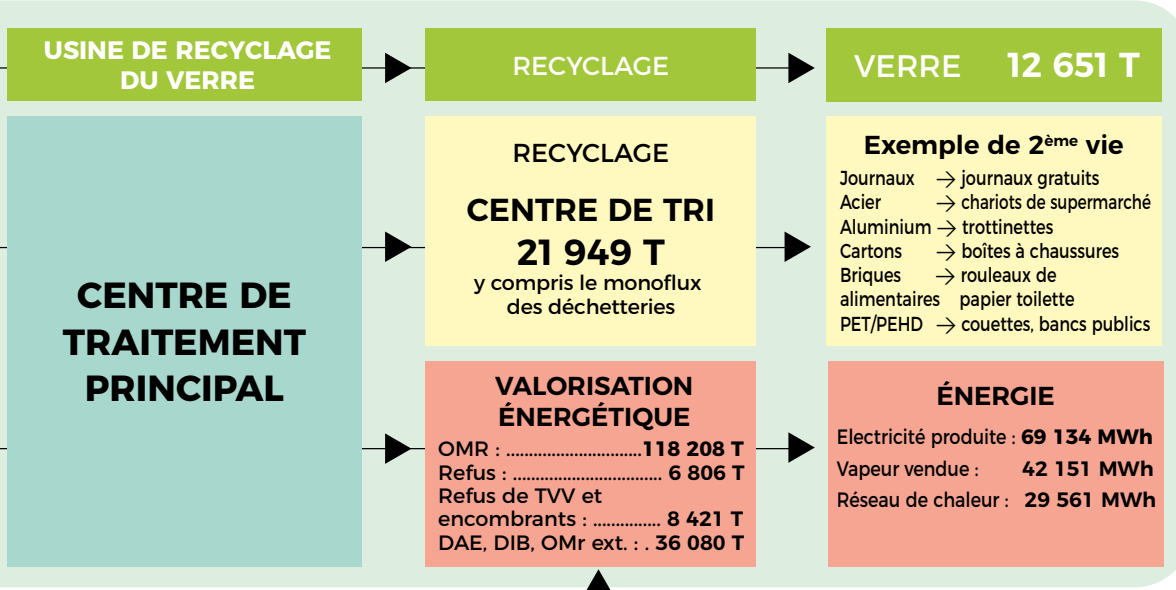 USINE DE RECYCLAGE
DU VERRE
RECYCLAGE
VERRE 12 651 T
CENTRE DE
TRAITEMENT
PRINCIPAL
RECYCLAGE
CENTRE DE TRI
21 949 T
y compris le monoflux
des déchetteries
Exemple de 2ème vie
Journaux → journaux gratuits
Acier → chariots de supermarché
Aluminium → trottinettes
Cartons → boîtes à chaussures
Briques → rouleaux de
alimentaires papier toilette
PET/PEHD → couettes, bancs publics
VALORISATION
ÉNERGÉTIQUE
OMR : ..............................118 208 T
Refus : ................................. 6 806 T
Refus de TVV et
encombrants : ............... 8 421 T
DAE, DIB, OMr ext. : . 36 080 T
ÉNERGIE
Electricité produite : 69 134 MWh
Vapeur vendue : 42 151 MWh
Réseau de chaleur : 29 561 MWh